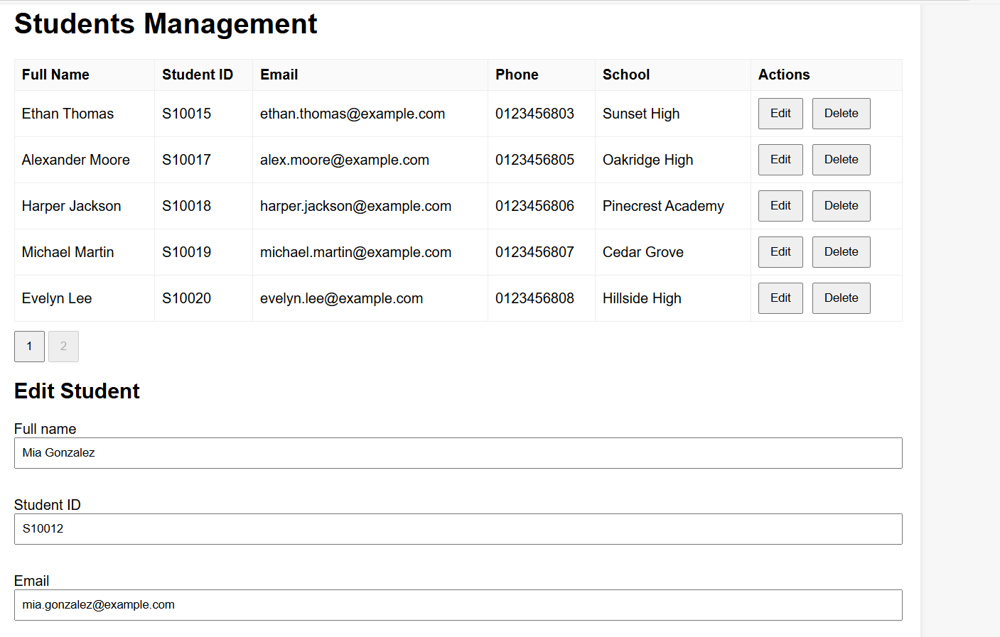 Students Management
Full Name Student ID Email Phone School Actions
Ethan Thomas S10015 ethan.thomas@example.com 0123456803 Sunset High Edit Delete
Alexander Moore S10017 alex.moore@example.com 0123456805 Oakridge High Edit Delete
Harper Jackson S10018 harper.jackson@example.com 0123456806 Pinecrest Academy Edit Delete
Michael Martin S10019 michael.martin@example.com 0123456807 Cedar Grove Edit Delete
Evelyn Lee S10020 evelyn.lee@example.com 0123456808 Hillside High Edit Delete
1 2
Edit Student
Full name
Mia Gonzalez
Student ID
S10012
Email
mia.gonzalez@example.com